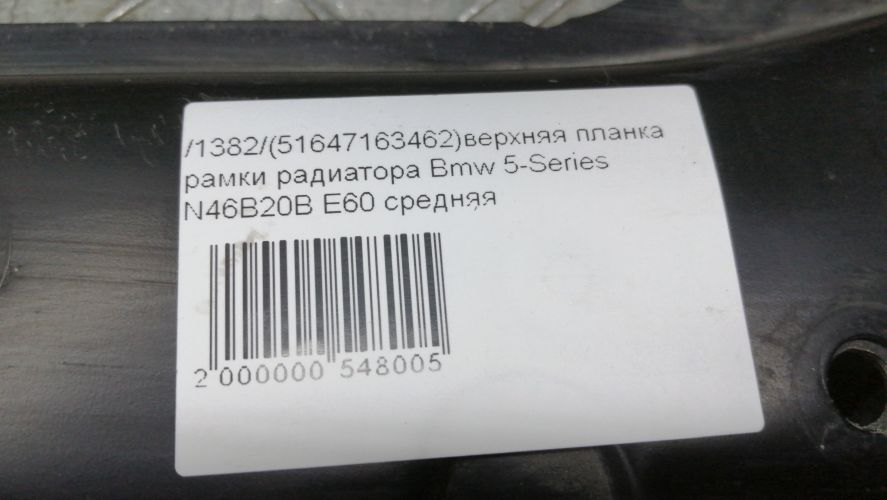 /1382/(51647163462)верхняя планка
рамки радиатора Bmw 5-Series
N46B20B E60 средняя
2 000000 548005